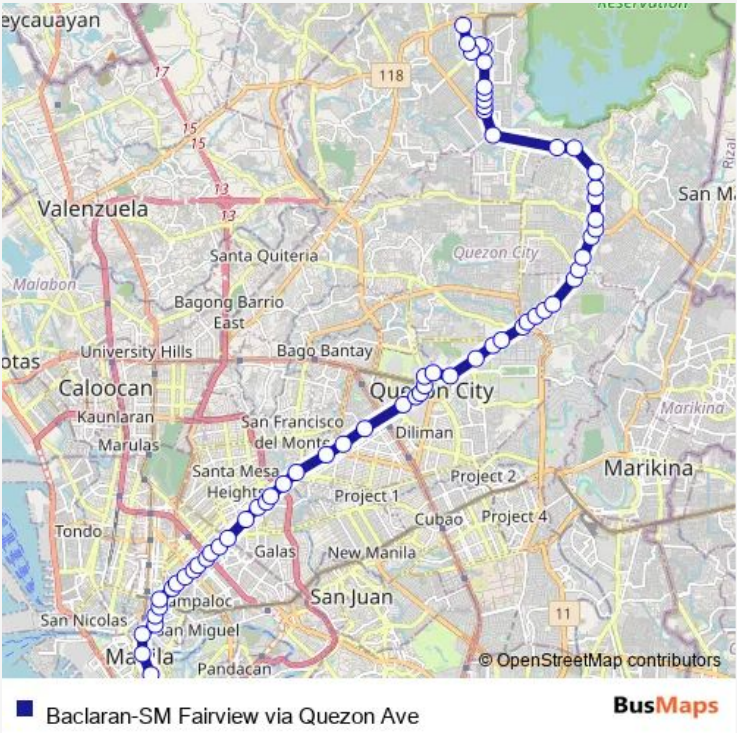 Reservation
eycauayan
118
17
15
15
Rizal
13
13
San Ma
Valenzuela
Santa Quiteria
Quezon City
Malabon
Bagong Barrio
East
otas
University Hills
Bago Bantay
Caloocan
Quezon City
Marikina
Kaunlaran
San Francisco
del Monte
Diliman
Marulas
Santa Mesa
Heights
Project 2
Marikina
Project 1
Cubao
Project 4
Tondo
Galas
New Manila
San Juan
ampaloc
11
San Nicolas
San Miguel
Manila
Pandacan
© OpenStreetMap contributors
Baclaran-SM Fairview via Quezon Ave
BusMaps